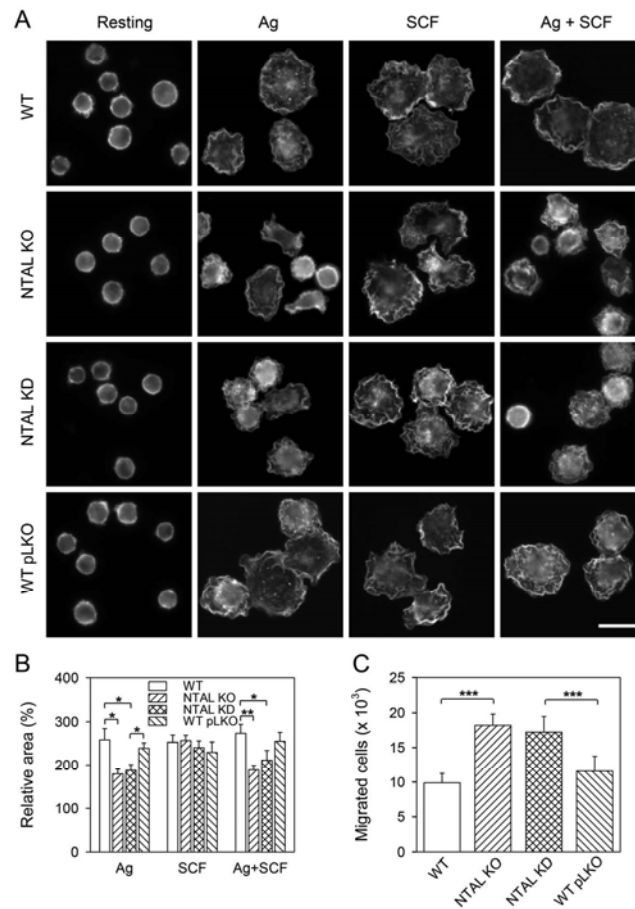 A
Resting Ag SCF Ag + SCF
WT
NTAL KO
NTAL KD
WT pLKO
B
Relative area (%)
400
300
200
100
0
WT
NTAL KO
NTAL KD
WT pLKO
*
*
*
*
**
Ag SCF Ag+SCF
C
Migrated cells (x 10³)
25
20
15
10
5
0
***
***
WT NTAL KO NTAL KD WT pLKO